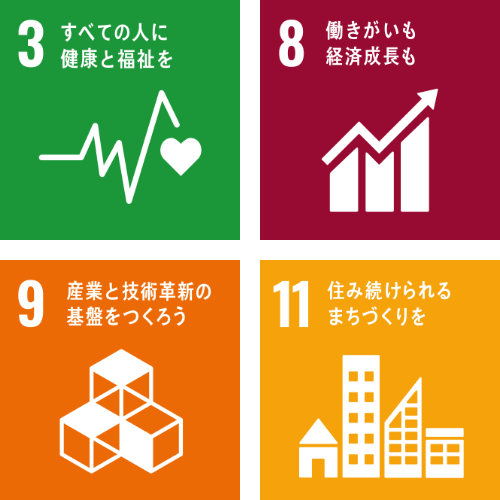 3
すべての人に
健康と福祉を
8
働きがいも
経済成長も
9
産業と技術革新の
基盤をつくろう
11
住み続けられる
まちづくりを